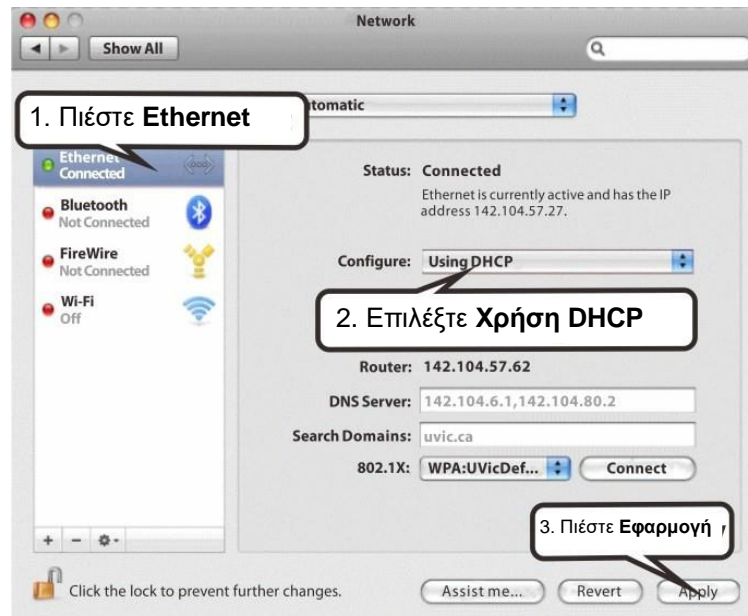 Network
Show All
utomatic
1. Πιέστε Ethernet
Ethernet
Connected
Bluetooth
Not Connected
FireWire
Not Connected
Wi-Fi
Off
Status: Connected
Ethernet is currently active and has the IP
address 142.104.57.27.
Configure: Using DHCP
2. Επιλέξτε Χρήση DHCP
Router: 142.104.57.62
DNS Server: 142.104.6.1,142.104.80.2
Search Domains: uvic.ca
802.1X: WPA:UVicDef... Connect
3. Πιέστε Εφαρμογή
Click the lock to prevent further changes.
Assist me... Revert Apply